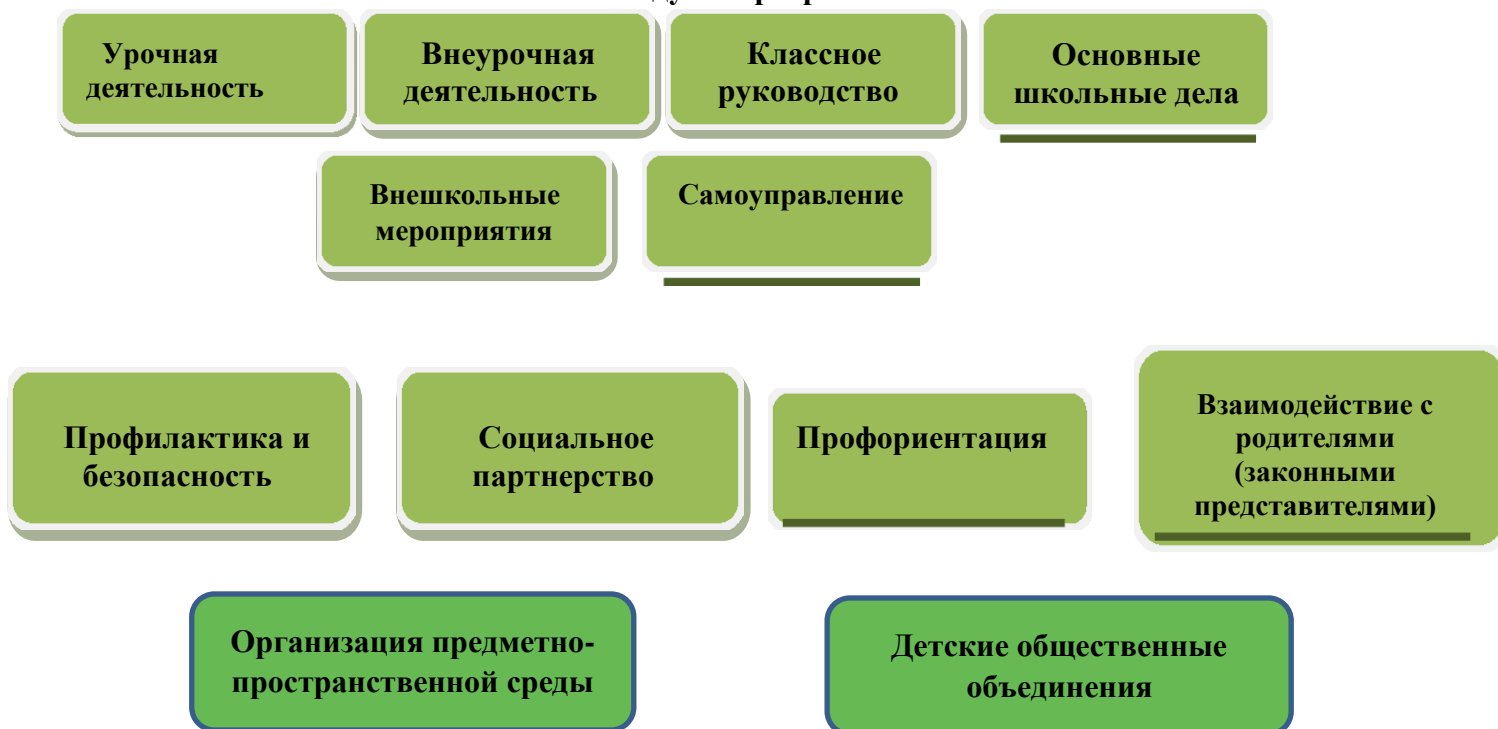 Урочная
деятельность
Внеурочная
деятельность
Классное
руководство
Основные
школьные дела
Внешкольные
мероприятия
Самоуправление
Профилактика и
безопасность
Социальное
партнерство
Профориентация
Взаимодействие с
родителями
(законными
представителями)
Организация предметно-
пространственной среды
Детские общественные
объединения